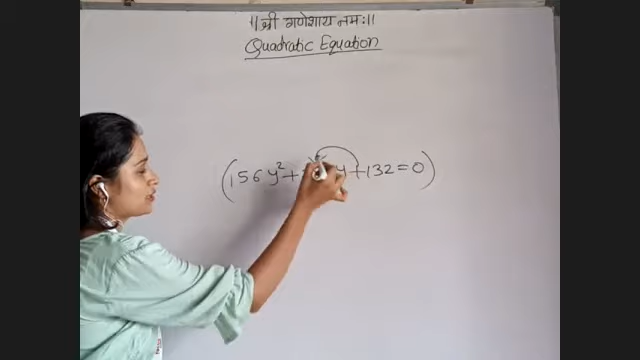 ॥श्री गणेशाय नमः॥
Quadratic Equation
(156y²+ y+132=0)